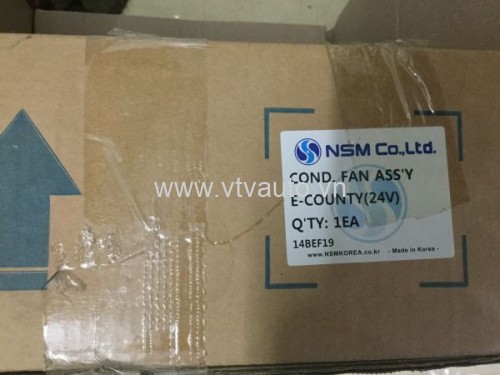 NSM Co.,Ltd.
COND. FAN ASS'Y
E-COUNTY(24V)
Q'TY: 1EA
14BEF19
www.NSMKOREA.co.kr - Made in Korea -
www.vtvauto.vn